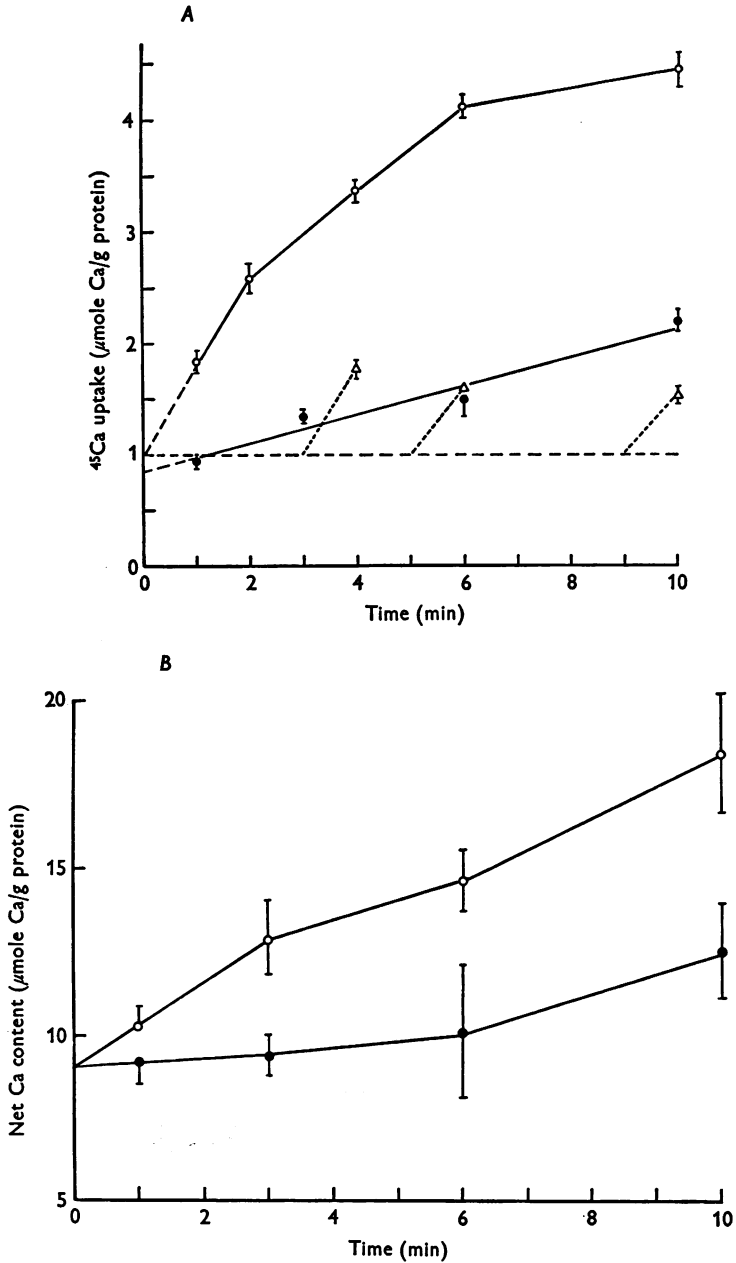 A
⁴⁵Ca uptake (μmole Ca/g protein)
4
3
2
1
0
0 2 4 6 8 10
Time (min)
B
Net Ca content (μmole Ca/g protein)
20
15
10
5
0 2 4 6 8 10
Time (min)